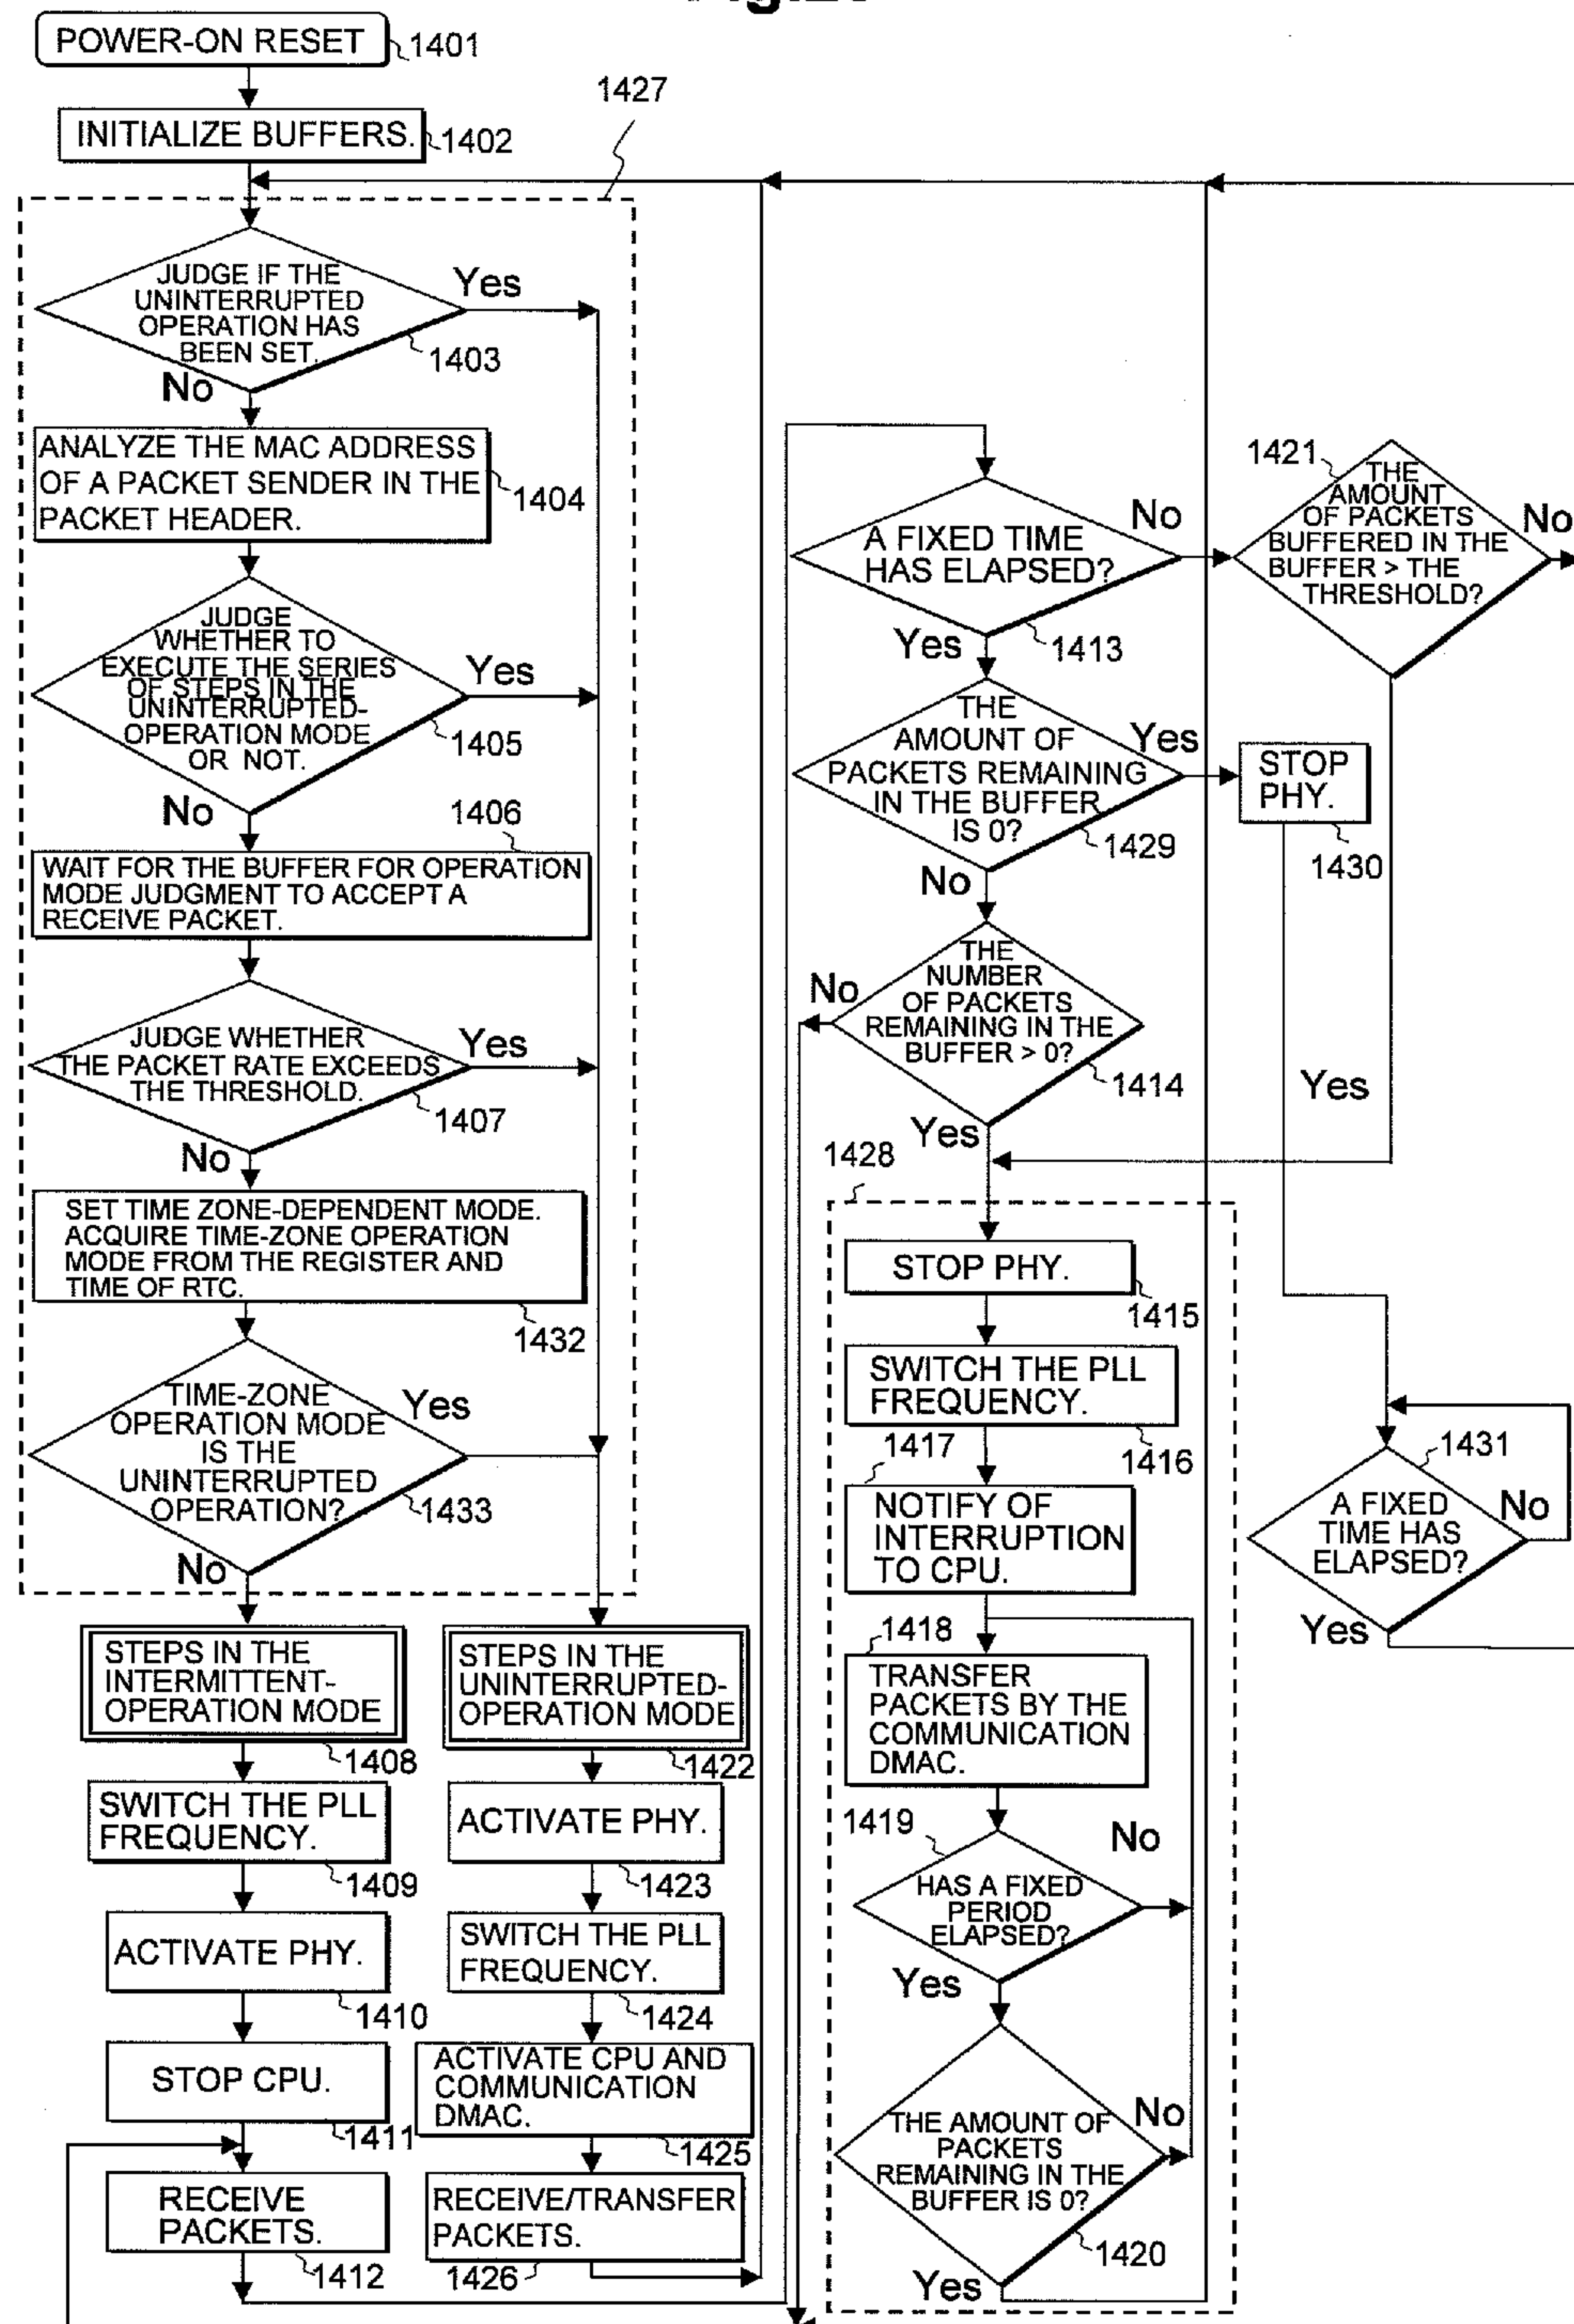 POWER-ON RESET
1401
INITIALIZE BUFFERS.
1402
1427
JUDGE IF THE
UNINTERRUPTED
OPERATION HAS
BEEN SET.
Yes
1403
No
ANALYZE THE MAC ADDRESS
OF A PACKET SENDER IN THE
PACKET HEADER.
1404
JUDGE
WHETHER TO
EXECUTE THE SERIES
OF STEPS IN THE
UNINTERRUPTED-
OPERATION MODE
OR NOT.
Yes
1405
No
1406
WAIT FOR THE BUFFER FOR OPERATION
MODE JUDGMENT TO ACCEPT A
RECEIVE PACKET.
JUDGE WHETHER
THE PACKET RATE EXCEEDS
THE THRESHOLD.
Yes
1407
No
SET TIME ZONE-DEPENDENT MODE.
ACQUIRE TIME-ZONE OPERATION
MODE FROM THE REGISTER AND
TIME OF RTC.
1432
TIME-ZONE
OPERATION MODE
IS THE
UNINTERRUPTED
OPERATION?
Yes
1433
No
STEPS IN THE
INTERMITTENT-
OPERATION MODE
1408
SWITCH THE PLL
FREQUENCY.
1409
ACTIVATE PHY.
1410
STOP CPU.
1411
RECEIVE
PACKETS.
1412
STEPS IN THE
UNINTERRUPTED-
OPERATION MODE
1422
ACTIVATE PHY.
1423
SWITCH THE PLL
FREQUENCY.
1424
ACTIVATE CPU AND
COMMUNICATION
DMAC.
1425
RECEIVE/TRANSFER
PACKETS.
1426
A FIXED TIME
HAS ELAPSED?
No
Yes
1413
1421
THE
AMOUNT
OF PACKETS
BUFFERED IN THE
BUFFER > THE
THRESHOLD?
No
Yes
THE
AMOUNT OF
PACKETS REMAINING
IN THE BUFFER
IS 0?
Yes
1429
No
STOP
PHY.
1430
THE
NUMBER
OF PACKETS
REMAINING IN THE
BUFFER > 0?
No
1414
Yes
1428
STOP PHY.
1415
SWITCH THE PLL
FREQUENCY.
1416
1417
NOTIFY OF
INTERRUPTION
TO CPU.
1418
TRANSFER
PACKETS BY THE
COMMUNICATION
DMAC.
1419
HAS A FIXED
PERIOD
ELAPSED?
No
Yes
THE AMOUNT OF
PACKETS
REMAINING IN THE
BUFFER IS 0?
No
1420
Yes
1431
A FIXED
TIME HAS
ELAPSED?
No
Yes